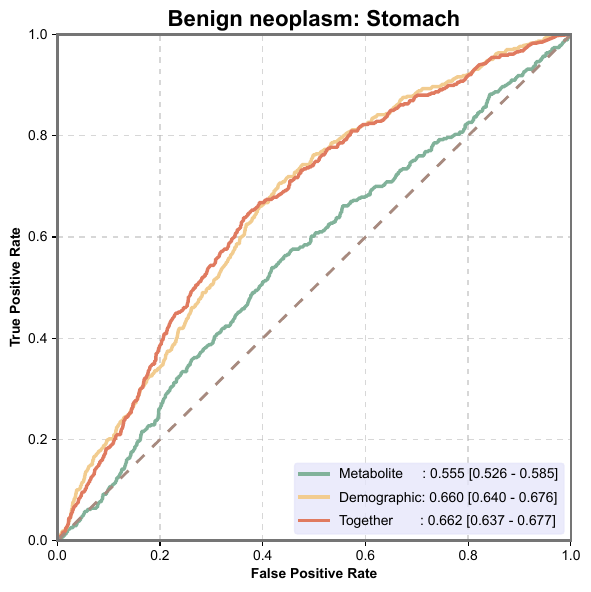 Benign neoplasm: Stomach
True Positive Rate
1.0
0.8
0.6
0.4
0.2
0.0
Metabolite : 0.555 [0.526 - 0.585]
Demographic: 0.660 [0.640 - 0.676]
Together : 0.662 [0.637 - 0.677]
0.0 0.2 0.4 0.6 0.8 1.0
False Positive Rate